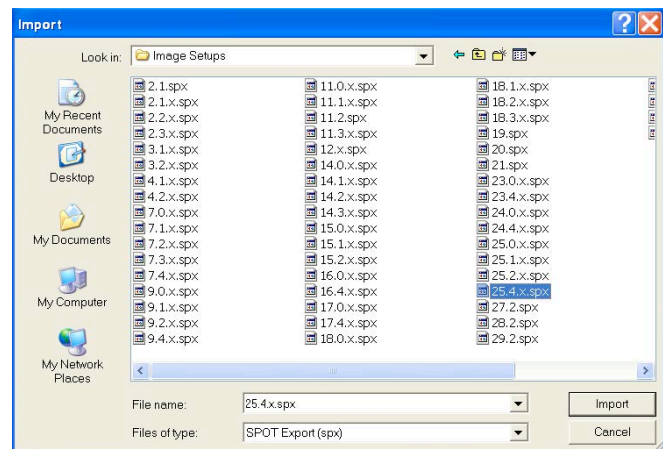 Import
Look in: Image Setups
My Recent Documents
Desktop
My Documents
My Computer
My Network Places
2.1.spx
2.1.x.spx
2.2.x.spx
2.3.x.spx
3.1.x.spx
3.2.x.spx
4.1.x.spx
4.2.x.spx
7.0.x.spx
7.1.x.spx
7.2.x.spx
7.3.x.spx
7.4.x.spx
9.0.x.spx
9.1.x.spx
9.2.x.spx
9.4.x.spx
11.0.x.spx
11.1.x.spx
11.2.spx
11.3.x.spx
12.x.spx
14.0.x.spx
14.1.x.spx
14.2.x.spx
14.3.x.spx
15.0.x.spx
15.1.x.spx
15.2.x.spx
16.0.x.spx
16.4.x.spx
17.0.x.spx
17.4.x.spx
18.0.x.spx
18.1.x.spx
18.2.x.spx
18.3.x.spx
19.spx
20.spx
21.spx
23.0.x.spx
23.4.x.spx
24.0.x.spx
24.4.x.spx
25.0.x.spx
25.1.x.spx
25.2.x.spx
25.4.x.spx
27.2.spx
28.2.spx
29.2.spx
File name: 25.4.x.spx Import
Files of type: SPOT Export (spx) Cancel